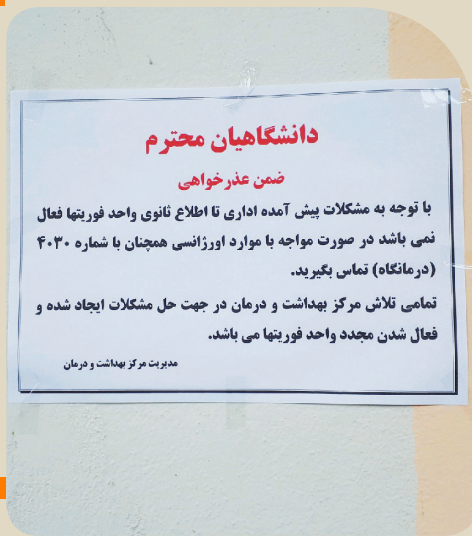 دانشگاهیان محترم
ضمن عذرخواهی
با توجه به مشکلات پیش آمده اداری تا اطلاع ثانوی واحد فوریتها فعال
نمی باشد در صورت مواجه با موارد اورژانسی همچنان با شماره ۴۰۳۰
(درمانگاه) تماس بگیرید.
تمامی تلاش مرکز بهداشت و درمان در جهت حل مشکلات ایجاد شده و
فعال شدن مجدد واحد فوریتها می باشد.
مدیریت مرکز بهداشت و درمان